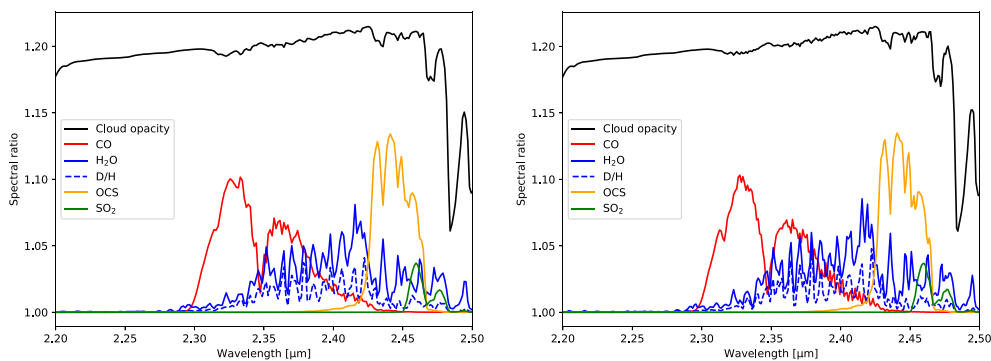 1.20
1.15
1.10
1.05
1.00
Spectral ratio
Cloud opacity
CO
H₂O
D/H
OCS
SO₂
2.20 2.25 2.30 2.35 2.40 2.45 2.50
Wavelength [μm]
1.20
1.15
1.10
1.05
1.00
Spectral ratio
Cloud opacity
CO
H₂O
D/H
OCS
SO₂
2.20 2.25 2.30 2.35 2.40 2.45 2.50
Wavelength [μm]